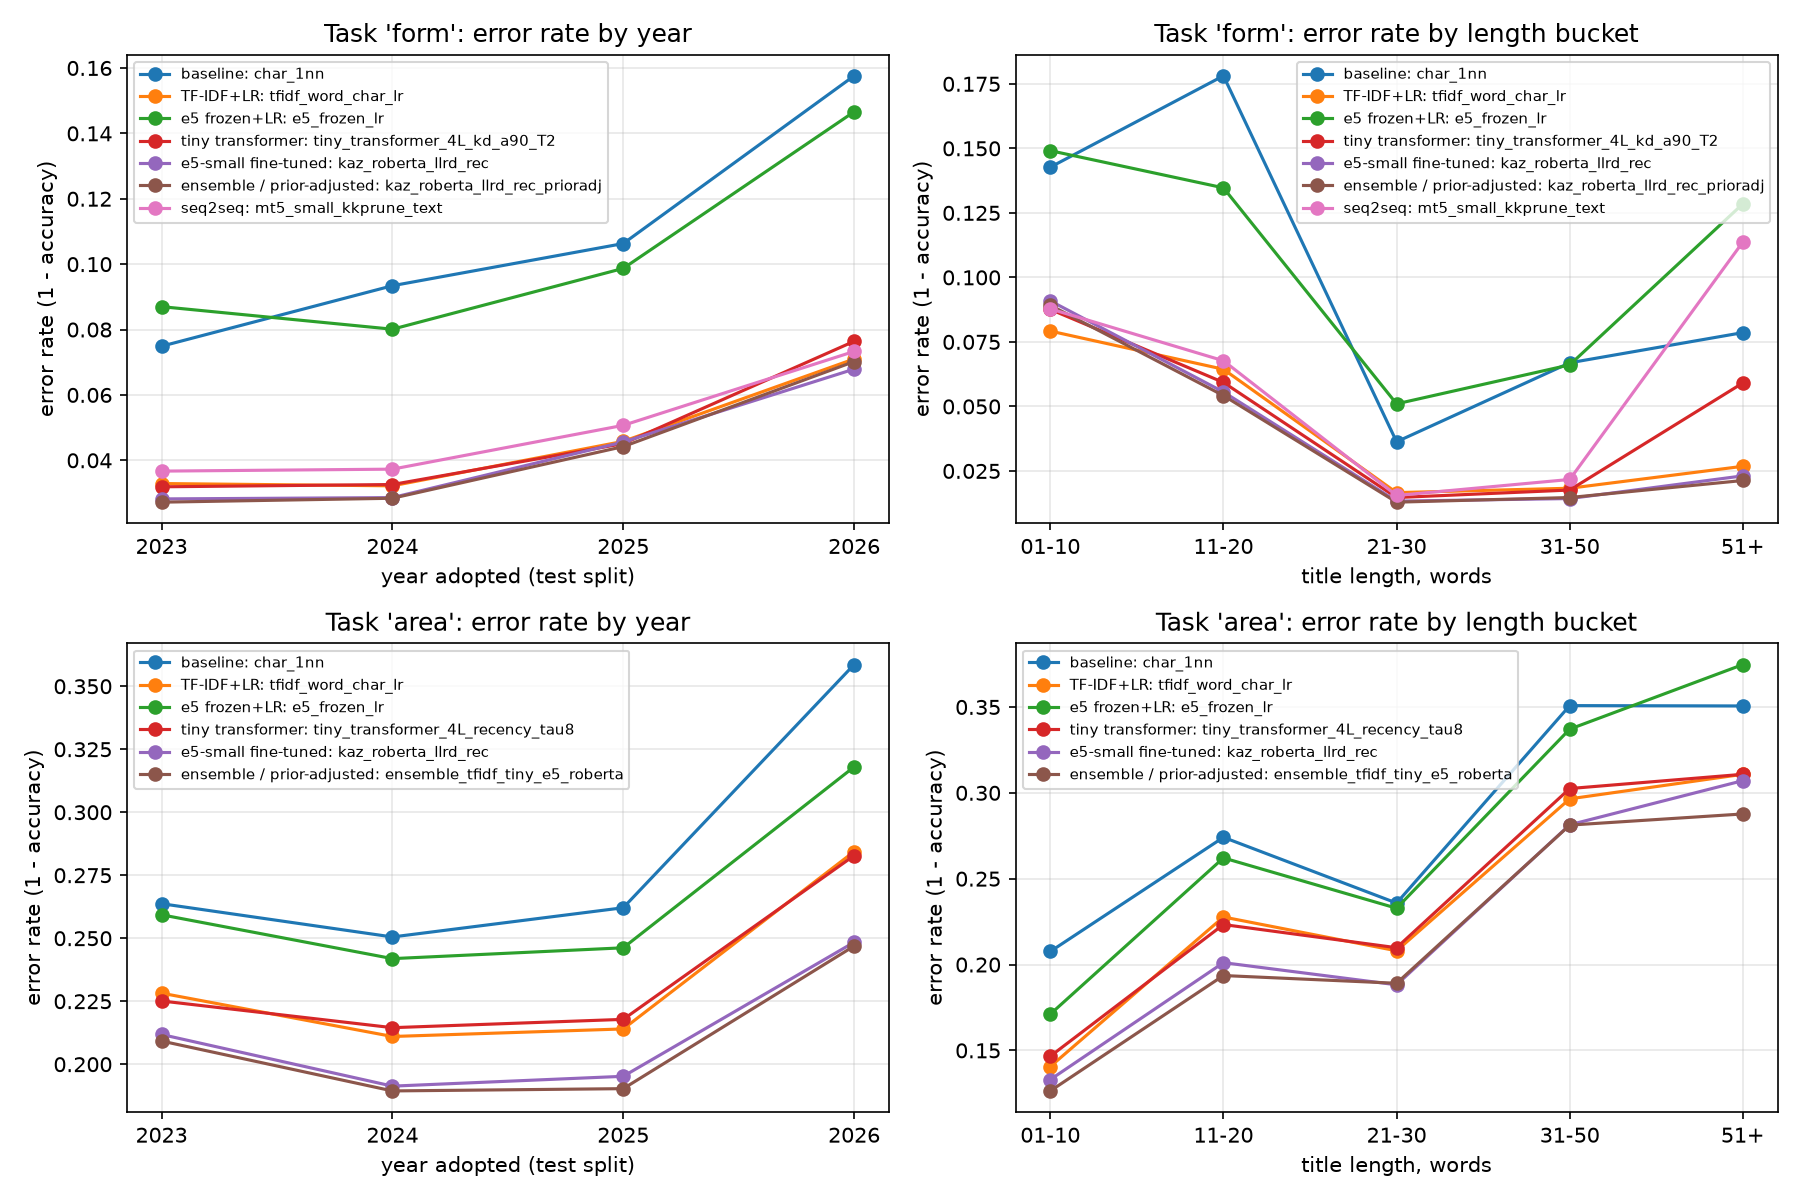 Task 'form': error rate by year
error rate (1 - accuracy)
0.16
0.14
0.12
0.10
0.08
0.06
0.04
baseline: char_1nn
TF-IDF+LR: tfidf_word_char_lr
e5 frozen+LR: e5_frozen_lr
tiny transformer: tiny_transformer_4L_kd_a90_T2
e5-small fine-tuned: kaz_roberta_llrd_rec
ensemble / prior-adjusted: kaz_roberta_llrd_rec_prioradj
seq2seq: mt5_small_kkprune_text
2023 2024 2025 2026
year adopted (test split)
Task 'form': error rate by length bucket
error rate (1 - accuracy)
0.175
0.150
0.125
0.100
0.075
0.050
0.025
baseline: char_1nn
TF-IDF+LR: tfidf_word_char_lr
e5 frozen+LR: e5_frozen_lr
tiny transformer: tiny_transformer_4L_kd_a90_T2
e5-small fine-tuned: kaz_roberta_llrd_rec
ensemble / prior-adjusted: kaz_roberta_llrd_rec_prioradj
seq2seq: mt5_small_kkprune_text
01-10 11-20 21-30 31-50 51+
title length, words
Task 'area': error rate by year
error rate (1 - accuracy)
0.350
0.325
0.300
0.275
0.250
0.225
0.200
baseline: char_1nn
TF-IDF+LR: tfidf_word_char_lr
e5 frozen+LR: e5_frozen_lr
tiny transformer: tiny_transformer_4L_recency_tau8
e5-small fine-tuned: kaz_roberta_llrd_rec
ensemble / prior-adjusted: ensemble_tfidf_tiny_e5_roberta
2023 2024 2025 2026
year adopted (test split)
Task 'area': error rate by length bucket
error rate (1 - accuracy)
0.35
0.30
0.25
0.20
0.15
baseline: char_1nn
TF-IDF+LR: tfidf_word_char_lr
e5 frozen+LR: e5_frozen_lr
tiny transformer: tiny_transformer_4L_recency_tau8
e5-small fine-tuned: kaz_roberta_llrd_rec
ensemble / prior-adjusted: ensemble_tfidf_tiny_e5_roberta
01-10 11-20 21-30 31-50 51+
title length, words